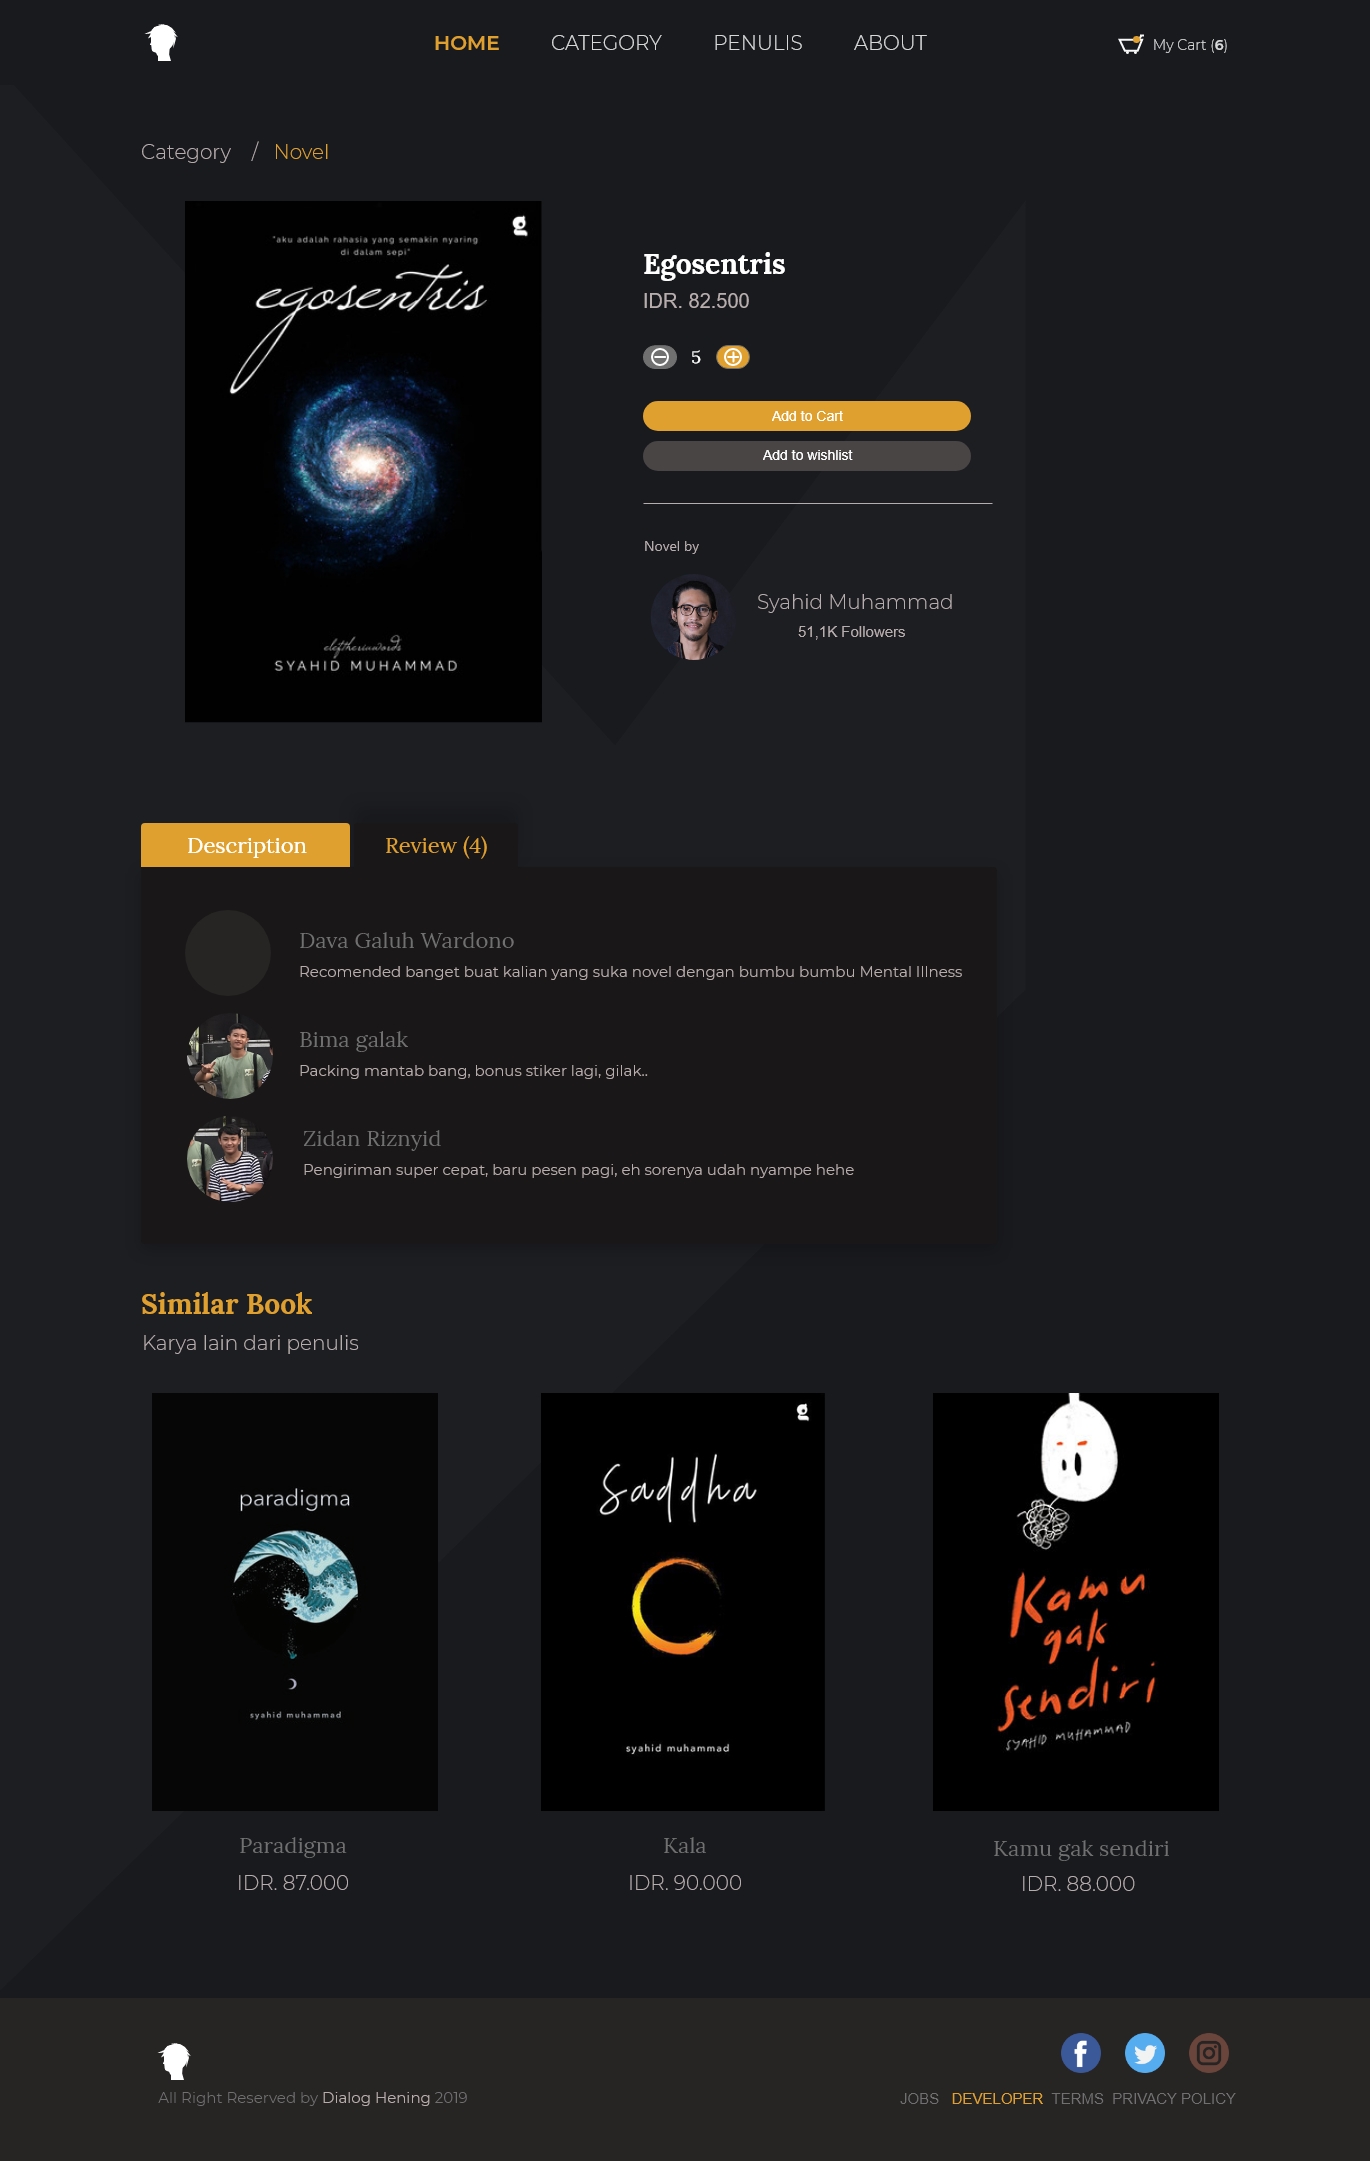 HOME CATEGORY PENULIS ABOUT My Cart (6)
Category / Novel
g
"aku adalah rahasia yang semakin nyaring
di dalam sepi"
egosentris
eleftheriawords
SYAHID MUHAMMAD
Egosentris
IDR. 82.500
5
Add to Cart
Add to wishlist
Novel by
Syahid Muhammad
51,1K Followers
Description Review (4)
Dava Galuh Wardono
Recomended banget buat kalian yang suka novel dengan bumbu bumbu Mental Illness
Bima galak
Packing mantab bang, bonus stiker lagi, gilak..
Zidan Riznyid
Pengiriman super cepat, baru pesen pagi, eh sorenya udah nyampe hehe
Similar Book
Karya lain dari penulis
paradigma
syahid muhammad
g
Saddha
syahid muhammad
Kamu
gak
sendiri
SYAHID MUHAMMAD
Paradigma
IDR. 87.000
Kala
IDR. 90.000
Kamu gak sendiri
IDR. 88.000
All Right Reserved by Dialog Hening 2019
JOBS DEVELOPER TERMS PRIVACY POLICY